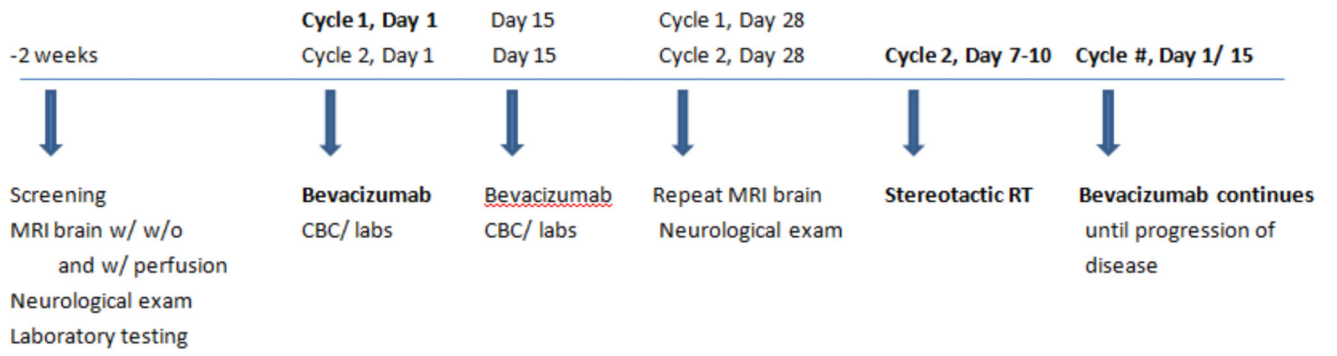 -2 weeks
Cycle 1, Day 1
Cycle 2, Day 1
Day 15
Day 15
Cycle 1, Day 28
Cycle 2, Day 28
Cycle 2, Day 7-10
Cycle #, Day 1/ 15
Screening
MRI brain w/ w/o
and w/ perfusion
Neurological exam
Laboratory testing
Bevacizumab
CBC/ labs
Bevacizumab
CBC/ labs
Repeat MRI brain
Neurological exam
Stereotactic RT
Bevacizumab continues
until progression of
disease